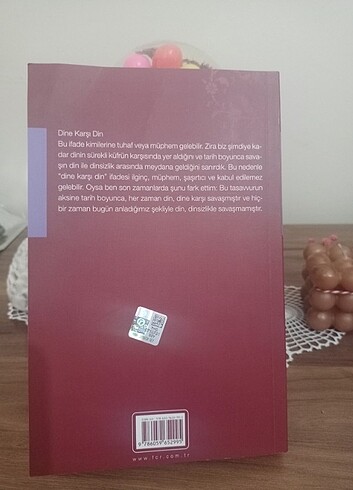 Dine Karşı Din
Bu ifade kimilerine tuhaf veya müphem gelebilir. Zira biz şimdiye ka-
dar dinin sürekli küfrün karşısında yer aldığını ve tarih boyunca sava-
şın din ile dinsizlik arasında meydana geldiğini sanırdık. Bu nedenle
"dine karşı din" ifadesi ilginç, müphem, şaşırtıcı ve kabul edilemez
gelebilir. Oysa ben son zamanlarda şunu fark ettim: Bu tasavvurun
aksine tarih boyunca, her zaman din, dine karşı savaşmıştır ve hiç-
bir zaman bugün anladığımız şekliyle din, dinsizlikle savaşmamıştır.
9 786059 652995
www.fcr.com.tr